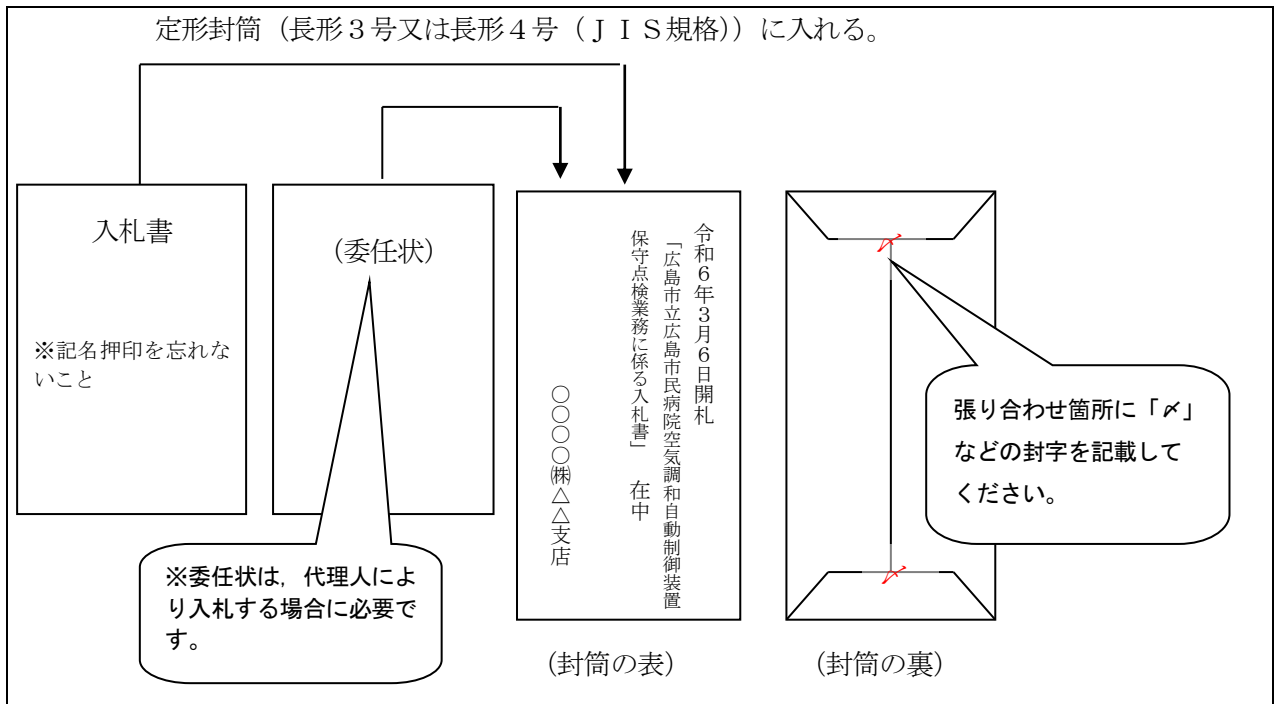 定形封筒（長形３号又は長形４号（ＪＩＳ規格））に入れる。
入札書
※記名押印を忘れな
いこと
（委任状）
※委任状は，代理人によ
り入札する場合に必要で
す。
令和６年３月６日開札
「広島市立広島市民病院空気調和自動制御装置
保守点検業務に係る入札書」　在中
○○○○㈱△△支店
（封筒の表）
〆
張り合わせ箇所に「〆」
などの封字を記載して
ください。
〆
（封筒の裏）